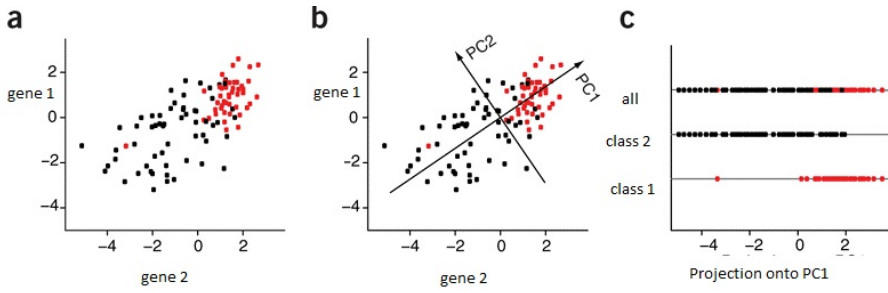 a
2
0
−2
−4
gene 1
−4 −2 0 2
gene 2
b
2
0
−2
−4
gene 1
PC2
PC1
−4 −2 0 2
gene 2
c
all
class 2
class 1
−4 −2 0 2
Projection onto PC1